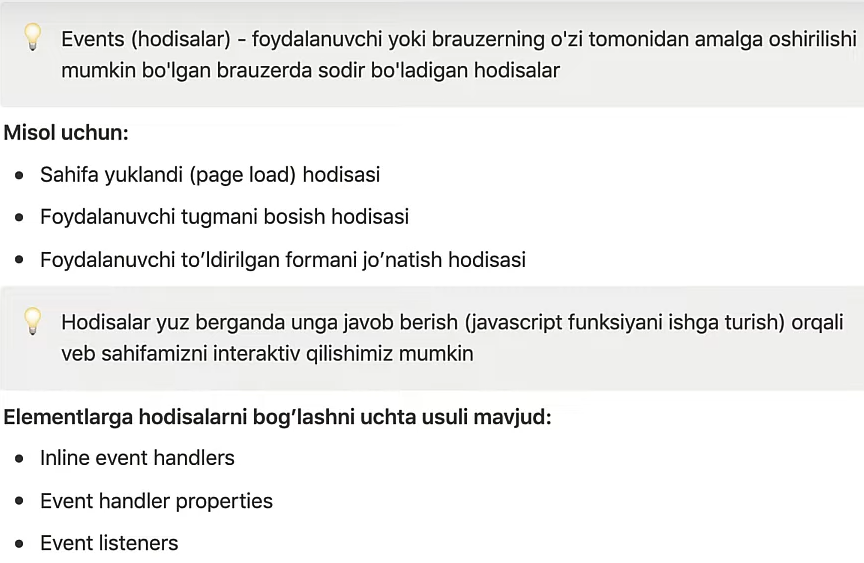 Events (hodisalar) - foydalanuvchi yoki brauzerning o'zi tomonidan amalga oshirilishi
mumkin bo'lgan brauzerda sodir bo'ladigan hodisalar
Misol uchun:
• Sahifa yuklandi (page load) hodisasi
• Foydalanuvchi tugmani bosish hodisasi
• Foydalanuvchi to’ldirilgan formani jo’natish hodisasi
Hodisalar yuz berganda unga javob berish (javascript funksiyani ishga turish) orqali
veb sahifamizni interaktiv qilishimiz mumkin
Elementlarga hodisalarni bog’lashni uchta usuli mavjud:
• Inline event handlers
• Event handler properties
• Event listeners